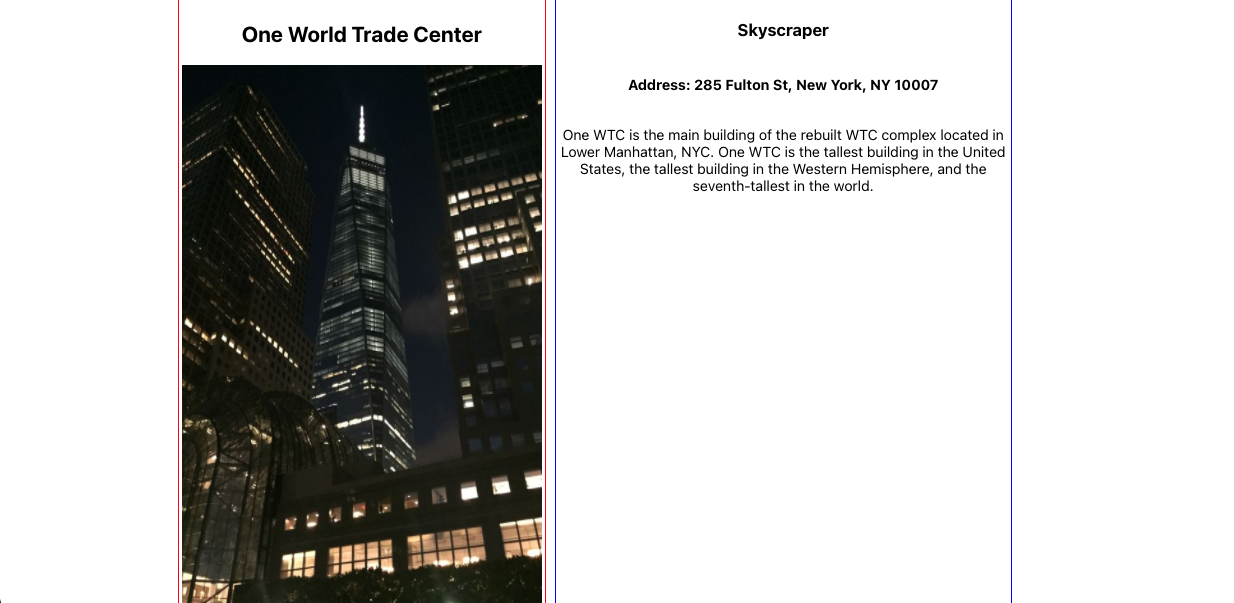 One World Trade Center
Skyscraper
Address: 285 Fulton St, New York, NY 10007
One WTC is the main building of the rebuilt WTC complex located in
Lower Manhattan, NYC. One WTC is the tallest building in the United
States, the tallest building in the Western Hemisphere, and the
seventh-tallest in the world.